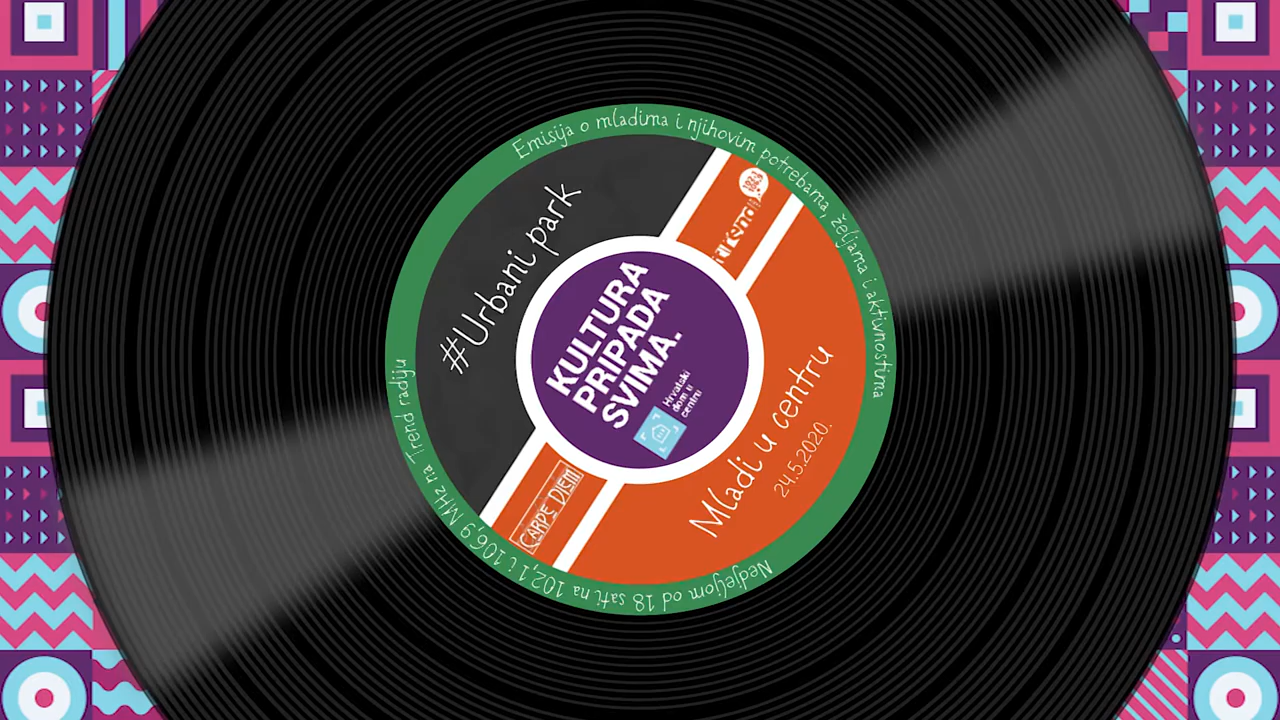 Emisija o mladima i njihovim potrebama, željama i aktivnostima
#Urbani park
KULTURA
PRIPADA
SVIMA.
Hrvatski
dom u
centru
CARPE DIEM
Mladi u centru
24.5.2020.
Nedjeljom od 18 sati na 102,1 i 106,9 MHz na Trend radiju